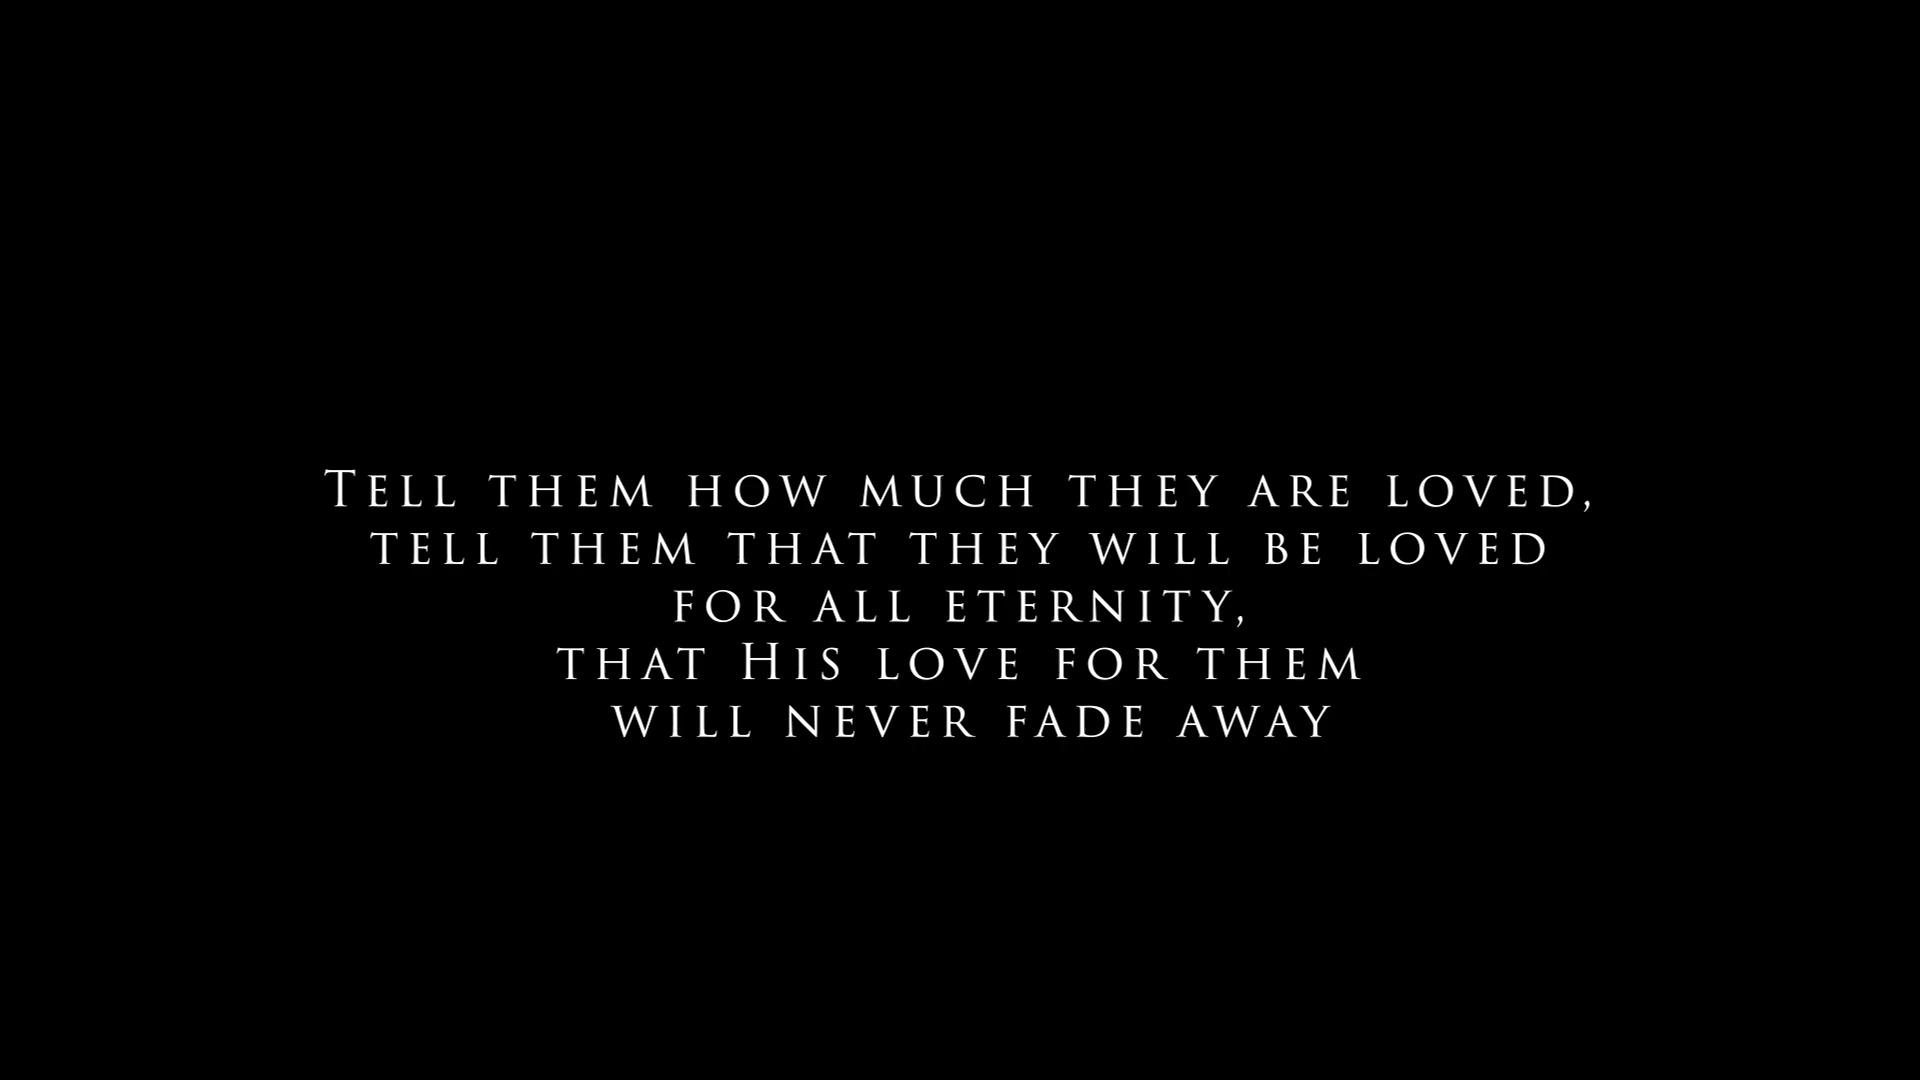 Tell them how much they are loved,
tell them that they will be loved
for all eternity,
that His love for them
will never fade away